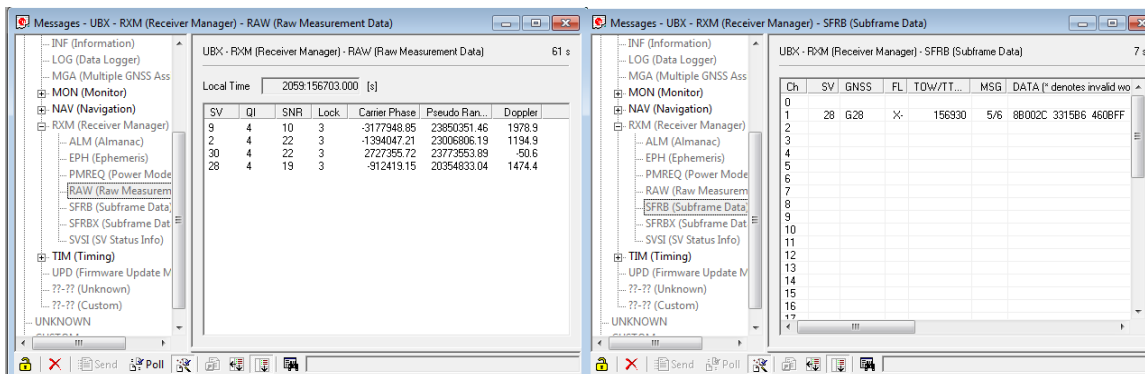 Messages - UBX - RXM (Receiver Manager) - RAW (Raw Measurement Data)
INF (Information)
LOG (Data Logger)
MGA (Multiple GNSS Ass
MON (Monitor)
NAV (Navigation)
RXM (Receiver Manager)
ALM (Almanac)
EPH (Ephemeris)
PMREQ (Power Mode
RAW (Raw Measurem
SFRB (Subframe Data)
SFRBX (Subframe Dat
SVSI (SV Status Info)
TIM (Timing)
UPD (Firmware Update M
??-?? (Unknown)
??-?? (Custom)
UNKNOWN
UBX - RXM (Receiver Manager) - RAW (Raw Measurement Data) 61 s
Local Time 2059:156703.000 [s]
SV QI SNR Lock Carrier Phase Pseudo Ran... Doppler
9 4 10 3 -3177948.85 23850351.46 1978.9
2 4 22 3 -1394047.21 23006806.19 1194.9
30 4 22 3 2727355.72 23773553.89 -50.6
28 4 19 3 -912419.15 20354833.04 1474.4
Send Poll
Messages - UBX - RXM (Receiver Manager) - SFRB (Subframe Data)
INF (Information)
LOG (Data Logger)
MGA (Multiple GNSS Ass
MON (Monitor)
NAV (Navigation)
RXM (Receiver Manager)
ALM (Almanac)
EPH (Ephemeris)
PMREQ (Power Mode
RAW (Raw Measurem
SFRB (Subframe Data)
SFRBX (Subframe Dat
SVSI (SV Status Info)
TIM (Timing)
UPD (Firmware Update M
??-?? (Unknown)
??-?? (Custom)
UNKNOWN
UBX - RXM (Receiver Manager) - SFRB (Subframe Data) 7 s
Ch SV GNSS FL TOW/TT... MSG DATA (* denotes invalid wo
0
1 28 G28 X- 156930 5/6 8B002C 3315B6 460BFF
2
3
4
5
6
7
8
9
10
11
12
13
14
15
16
17
Send Poll